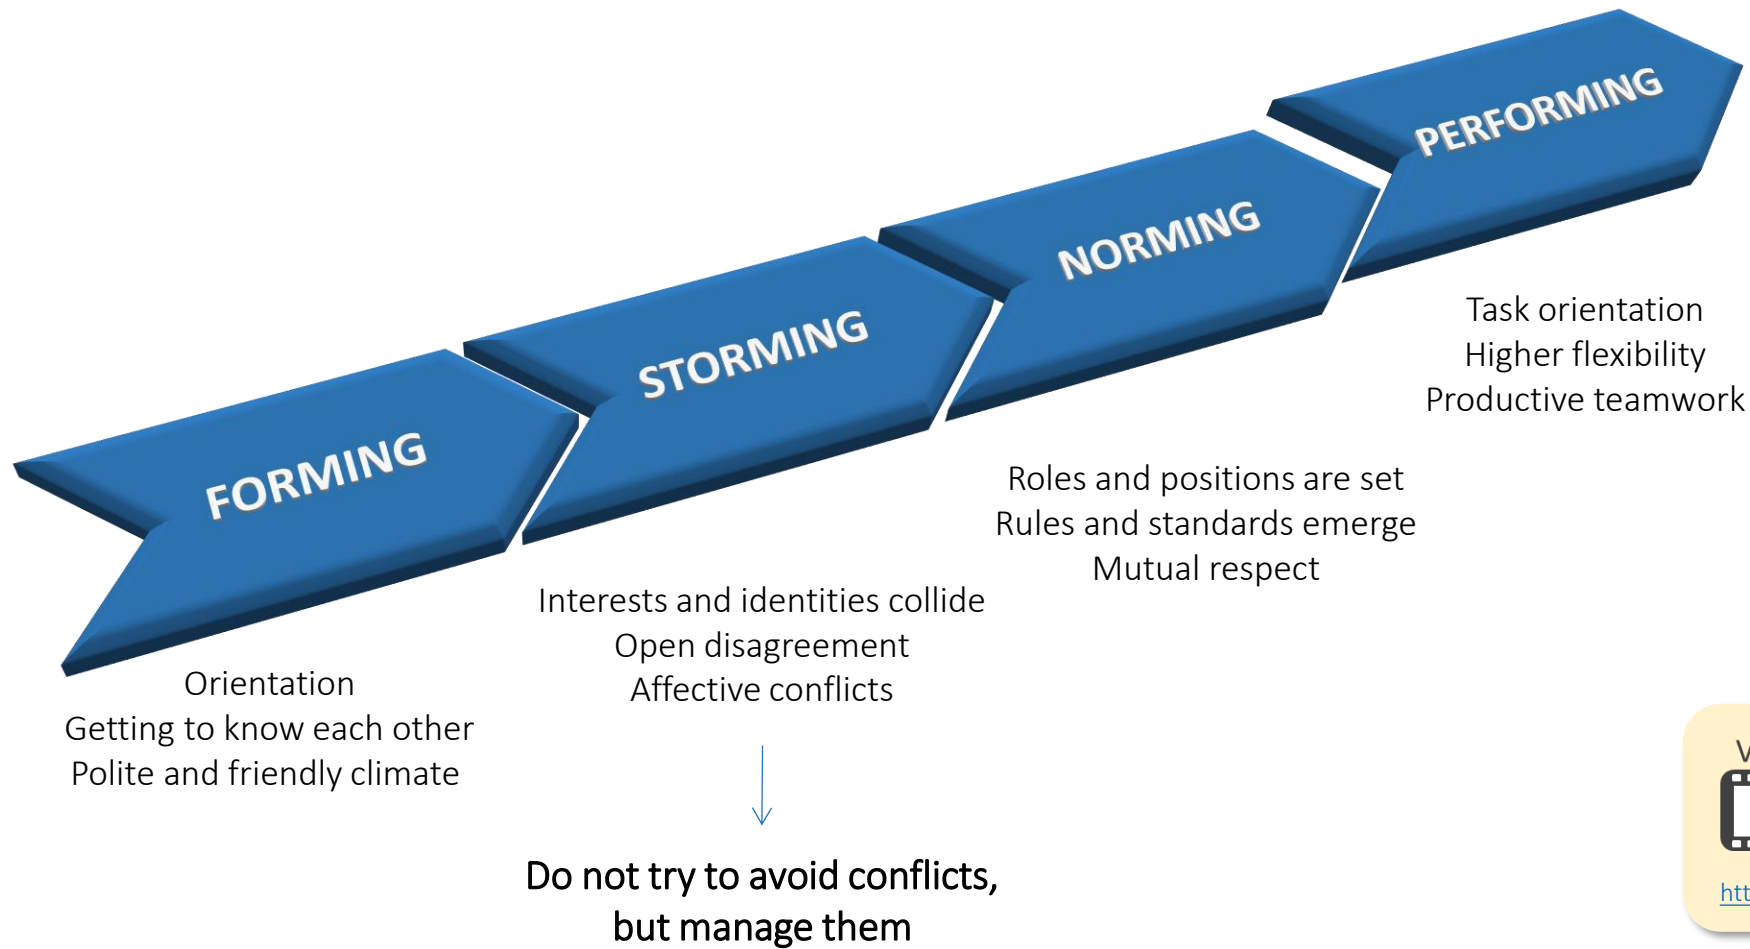 FORMING
Orientation
Getting to know each other
Polite and friendly climate
STORMING
Interests and identities collide
Open disagreement
Affective conflicts
Do not try to avoid conflicts,
but manage them
NORMING
Roles and positions are set
Rules and standards emerge
Mutual respect
PERFORMING
Task orientation
Higher flexibility
Productive teamwork